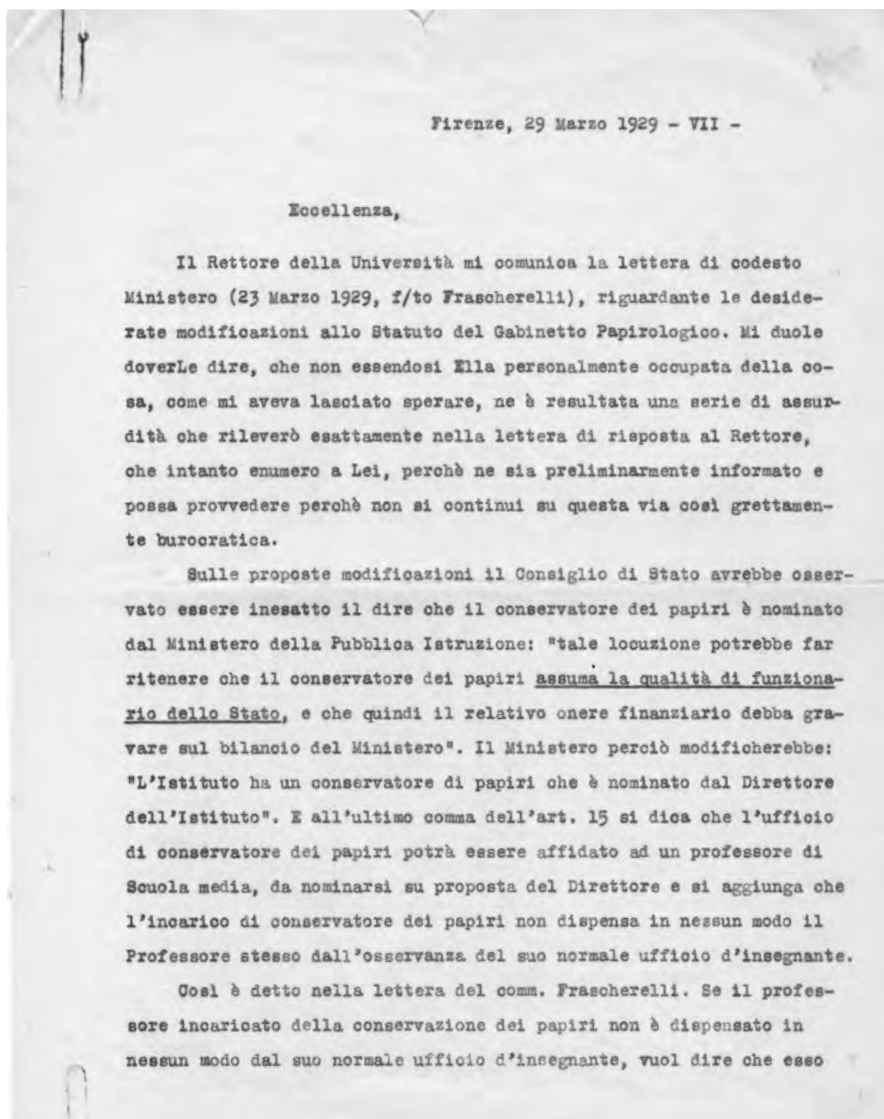 Firenze, 29 Marzo 1929 - VII -
Eccellenza,
Il Rettore della Università mi comunica la lettera di codesto
Ministero (23 Marzo 1929, f/to Frascherelli), riguardante le deside-
rate modificazioni allo Statuto del Gabinetto Papirologico. Mi duole
doverLe dire, che non essendosi Ella personalmente occupata della co-
sa, come mi aveva lasciato sperare, ne è resultata una serie di assur-
dità che rileverò esattamente nella lettera di risposta al Rettore,
che intanto enumero a Lei, perchè ne sia preliminarmente informato e
possa provvedere perchè non si continui su questa via così grettamen-
te burocratica.
Sulle proposte modificazioni il Consiglio di Stato avrebbe osser-
vato essere inesatto il dire che il conservatore dei papiri è nominato
dal Ministero della Pubblica Istruzione: "tale locuzione potrebbe far
ritenere che il conservatore dei papiri assuma la qualità di funziona-
rio dello Stato, e che quindi il relativo onere finanziario debba gra-
vare sul bilancio del Ministero". Il Ministero perciò modificherebbe:
"L'Istituto ha un conservatore di papiri che è nominato dal Direttore
dell'Istituto". E all'ultimo comma dell'art. 15 si dica che l'ufficio
di conservatore dei papiri potrà essere affidato ad un professore di
Scuola media, da nominarsi su proposta del Direttore e si aggiunga che
l'incarico di conservatore dei papiri non dispensa in nessun modo il
Professore stesso dall'osservanza del suo normale ufficio d'insegnante.
Così è detto nella lettera del comm. Frascherelli. Se il profes-
sore incaricato della conservazione dei papiri non è dispensato in
nessun modo dal suo normale ufficio d'insegnante, vuol dire che esso